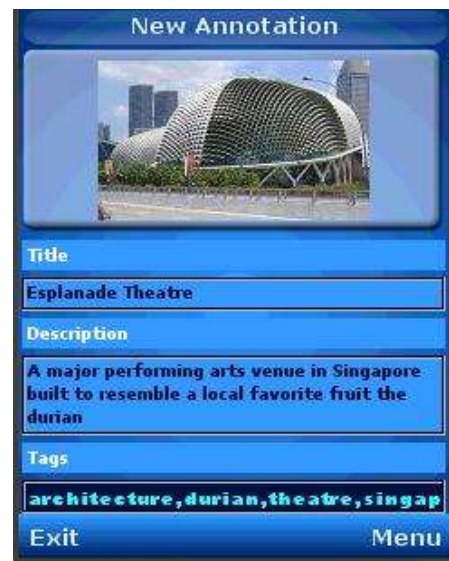 New Annotation
Title
Esplanade Theatre
Description
A major performing arts venue in Singapore
built to resemble a local favorite fruit the
durian
Tags
architecture,durian,theatre,singap
Exit
Menu